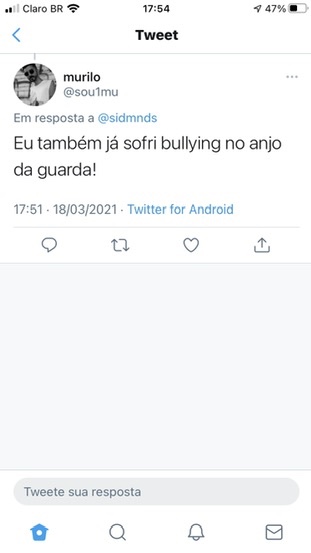 Claro BR 17:54 47%
Tweet
murilo
@sou1mu
Em resposta a @sidmnds
Eu também já sofri bullying no anjo
da guarda!
17:51 · 18/03/2021 · Twitter for Android
Tweete sua resposta